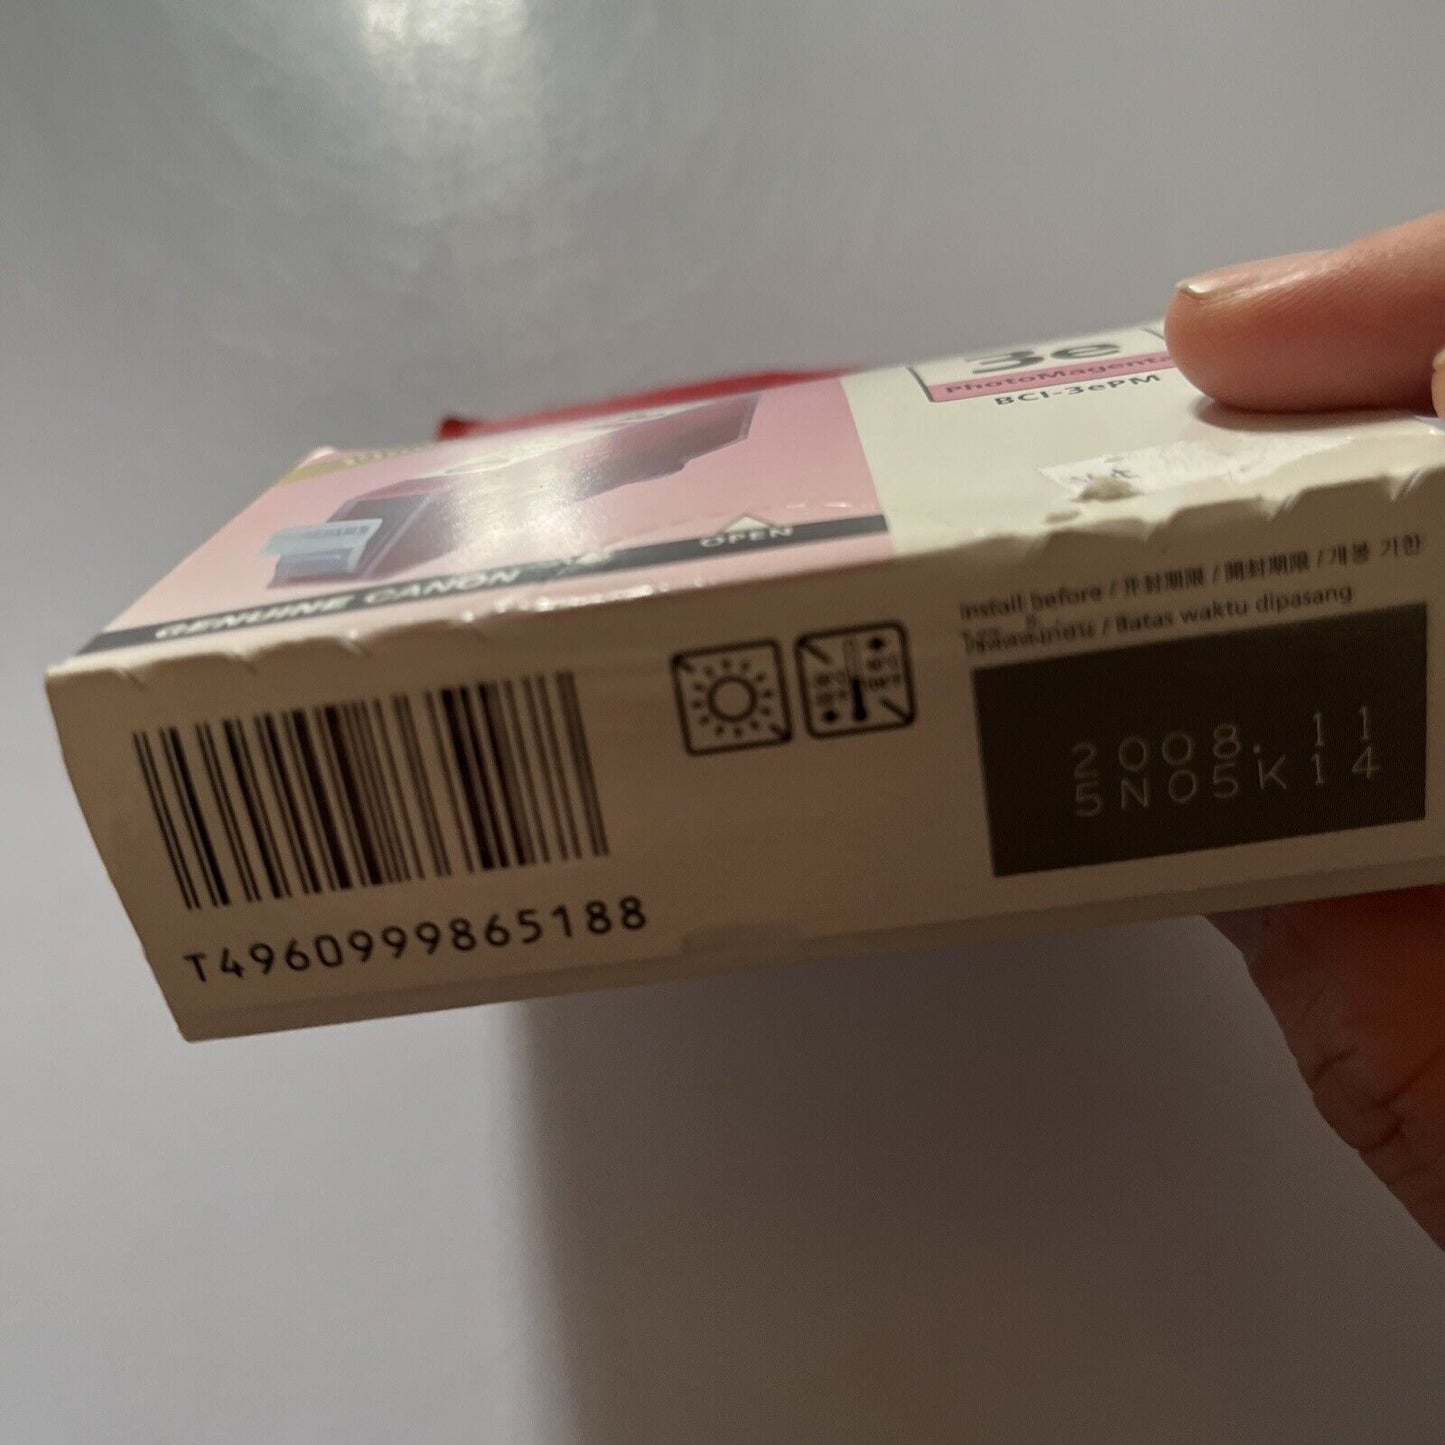 3e
PhotoMagenta
BCI-3ePM
OPEN
GENUINE CANON
Install before / 开封期限 / 開封期限 / 개봉 기한
/ Batas waktu dipasang
2008.11
5N05K14
T4960999865188